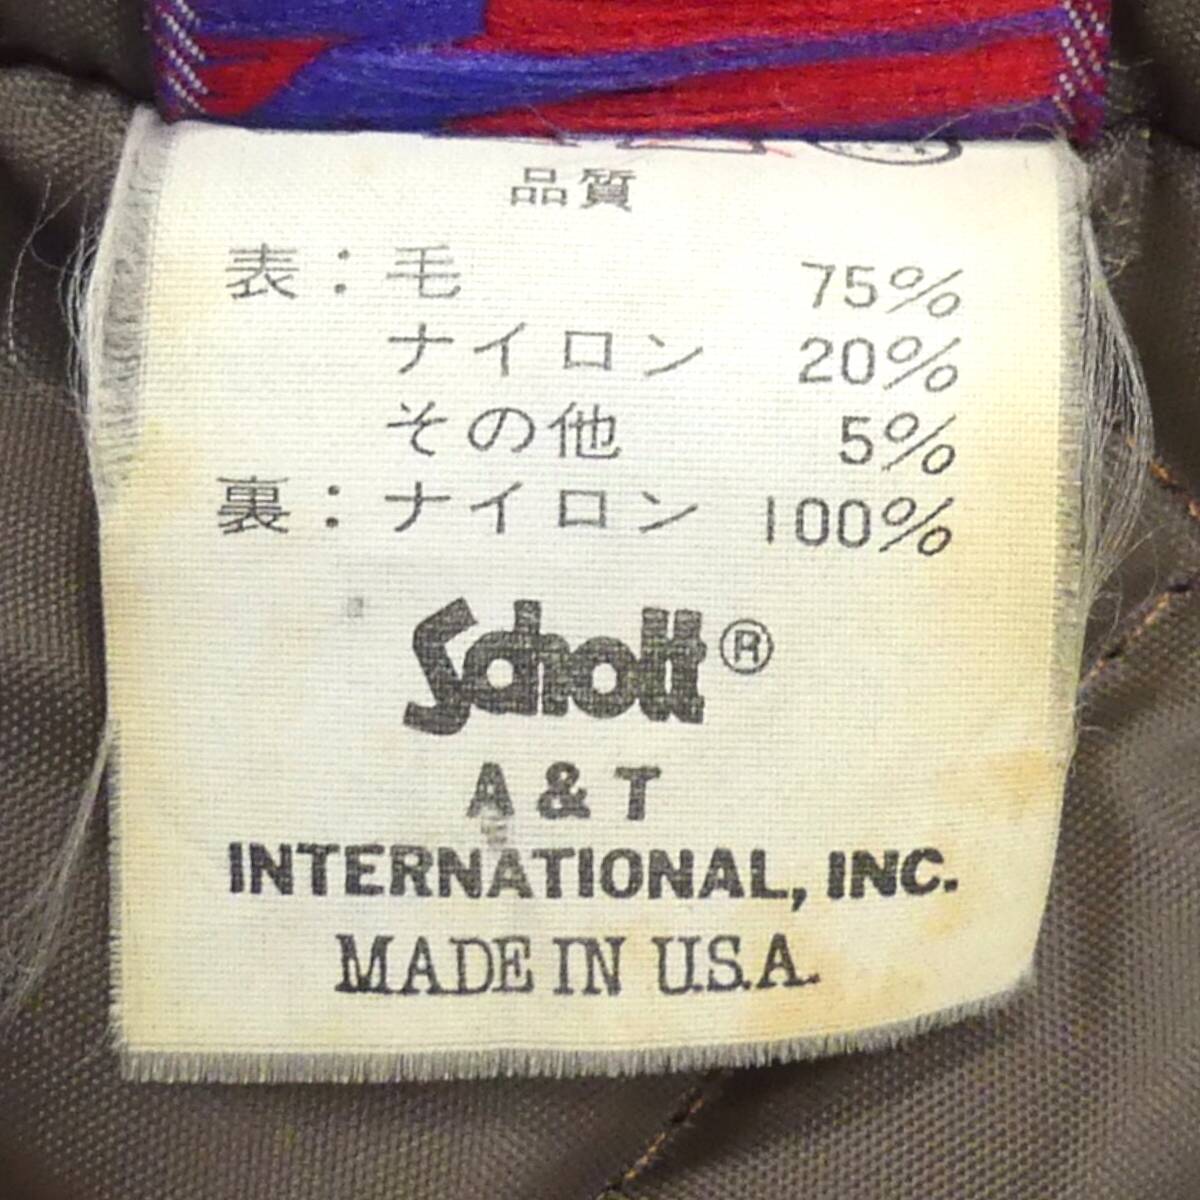 品質
表：毛 75%
ナイロン 20%
その他 5%
裏：ナイロン 100%
Schott®
A & T
INTERNATIONAL, INC.
MADE IN U.S.A.